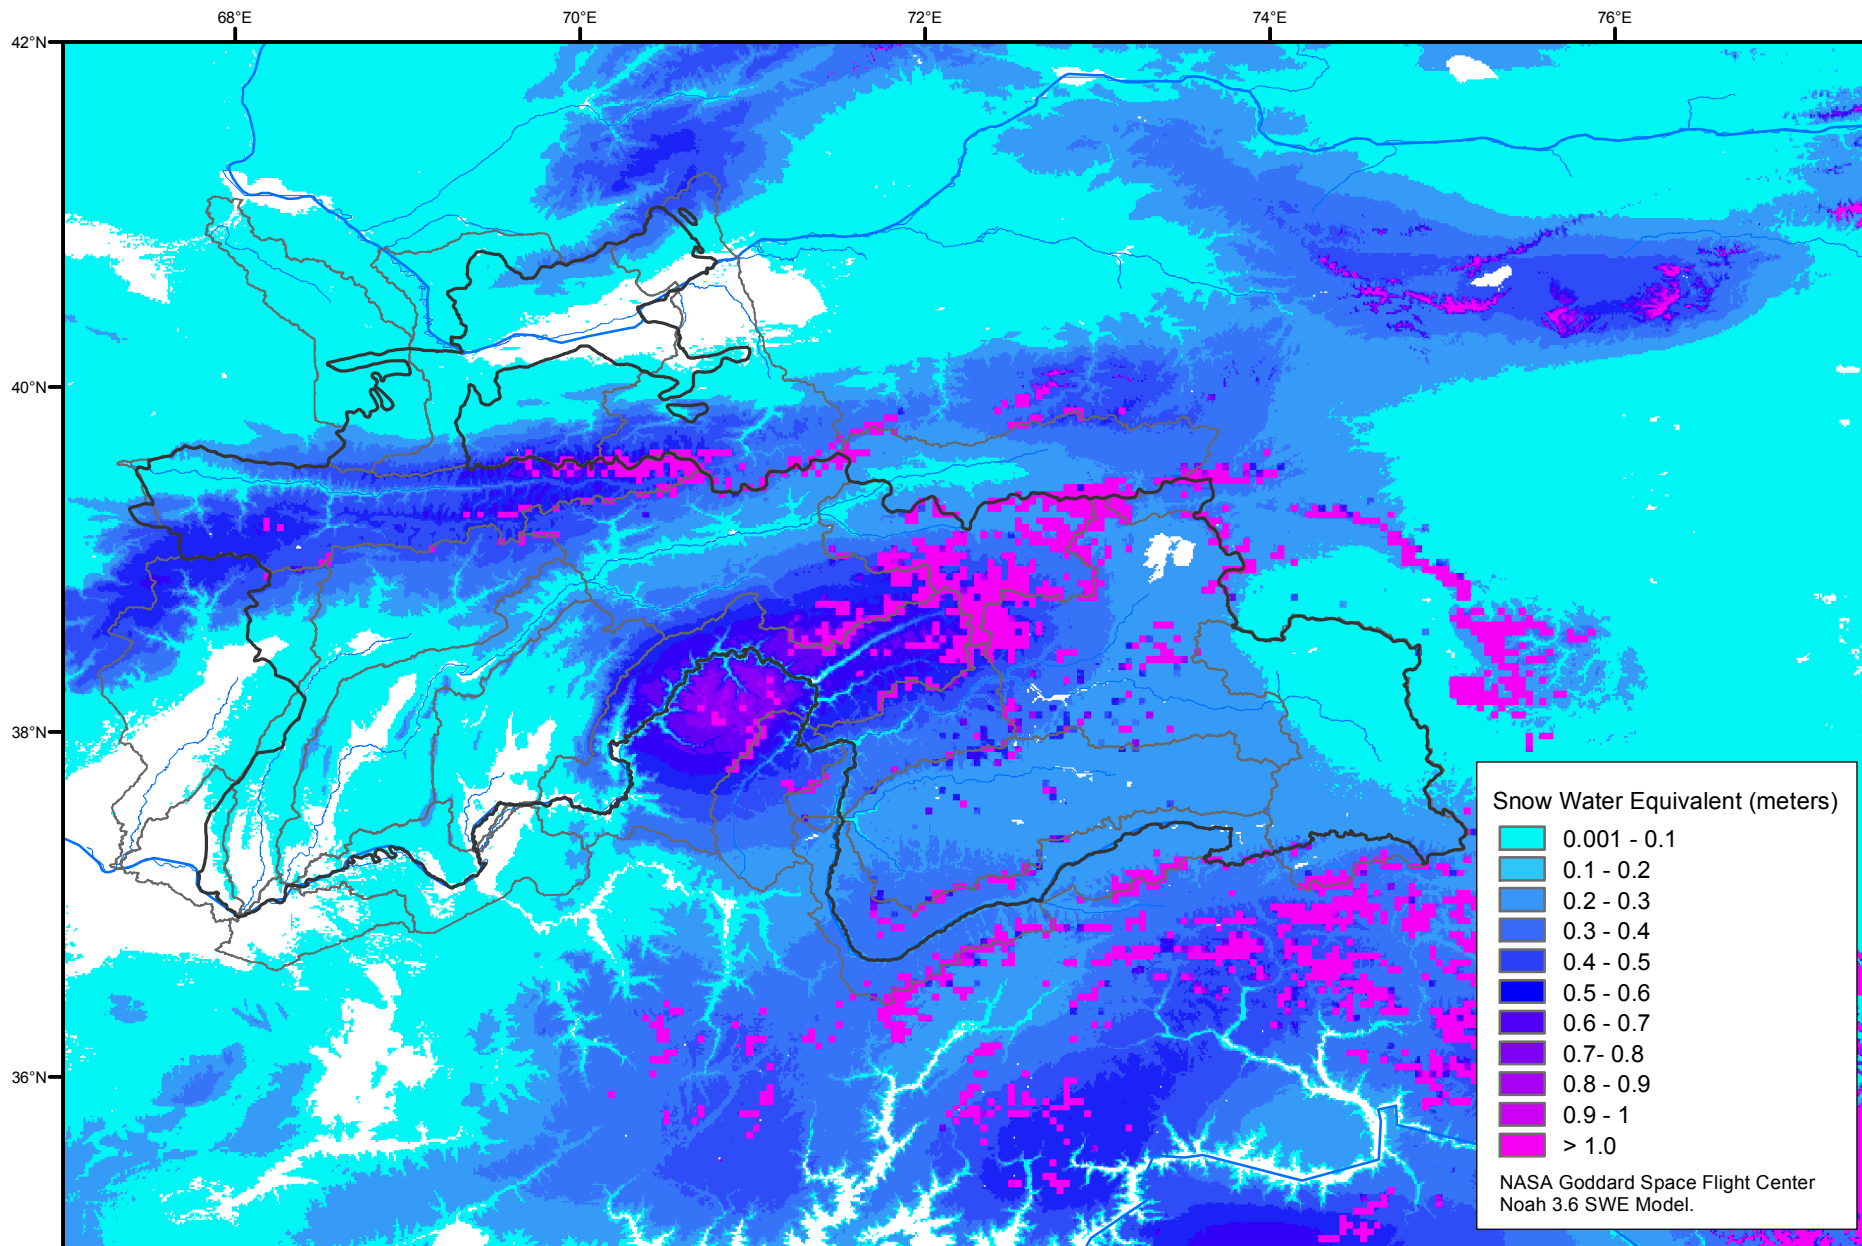 68°E 70°E 72°E 74°E 76°E
42°N
40°N
38°N
36°N
Snow Water Equivalent (meters)
0.001 - 0.1
0.1 - 0.2
0.2 - 0.3
0.3 - 0.4
0.4 - 0.5
0.5 - 0.6
0.6 - 0.7
0.7- 0.8
0.8 - 0.9
0.9 - 1
> 1.0
NASA Goddard Space Flight Center
Noah 3.6 SWE Model.